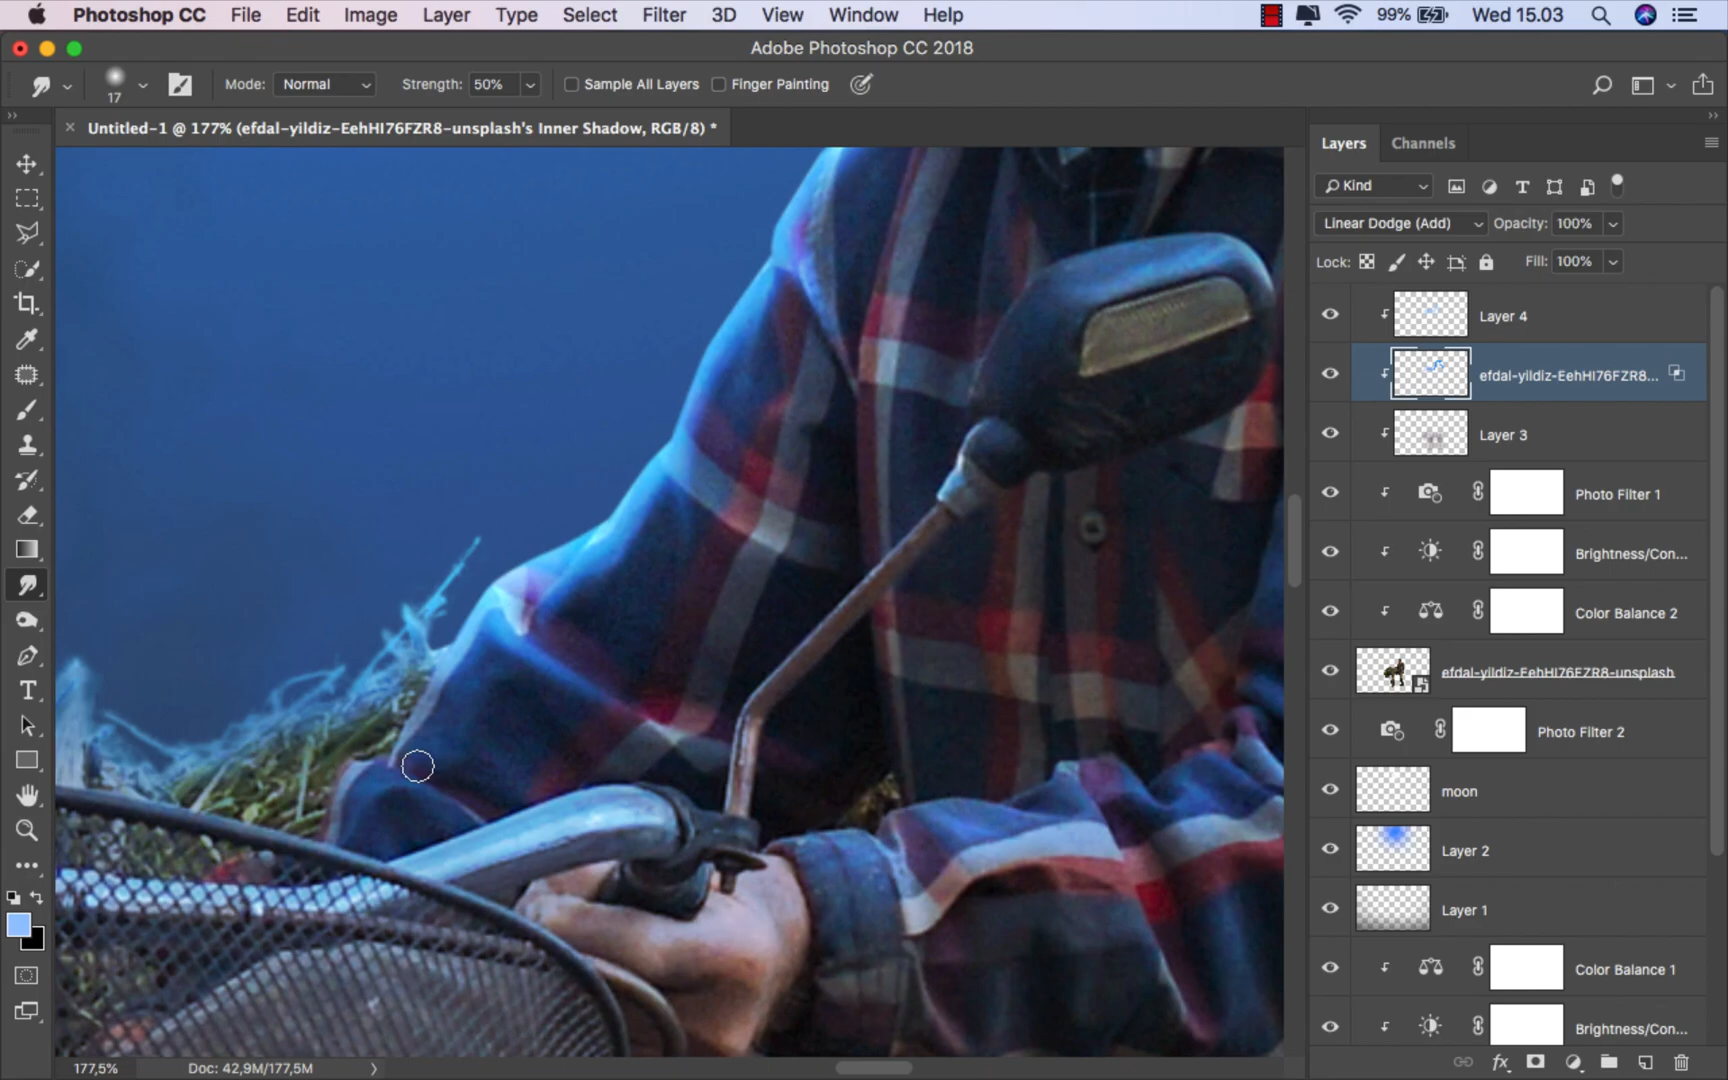 Photoshop CC File Edit Image Layer Type Select Filter 3D View Window Help 99% Wed 15.03
Adobe Photoshop CC 2018
17 Mode: Normal Strength: 50% Sample All Layers Finger Painting
× Untitled-1 @ 177% (efdal-yildiz-EehHI76FZR8-unsplash's Inner Shadow, RGB/8) *
Layers Channels
Kind
Linear Dodge (Add) Opacity: 100%
Lock: Fill: 100%
Layer 4
efdal-yildiz-EehHI76FZR8...
Layer 3
Photo Filter 1
Brightness/Con...
Color Balance 2
efdal-yildiz-EehHI76FZR8-unsplash
Photo Filter 2
moon
Layer 2
Layer 1
Color Balance 1
Brightness/Con...
177,5% Doc: 42,9M/177,5M